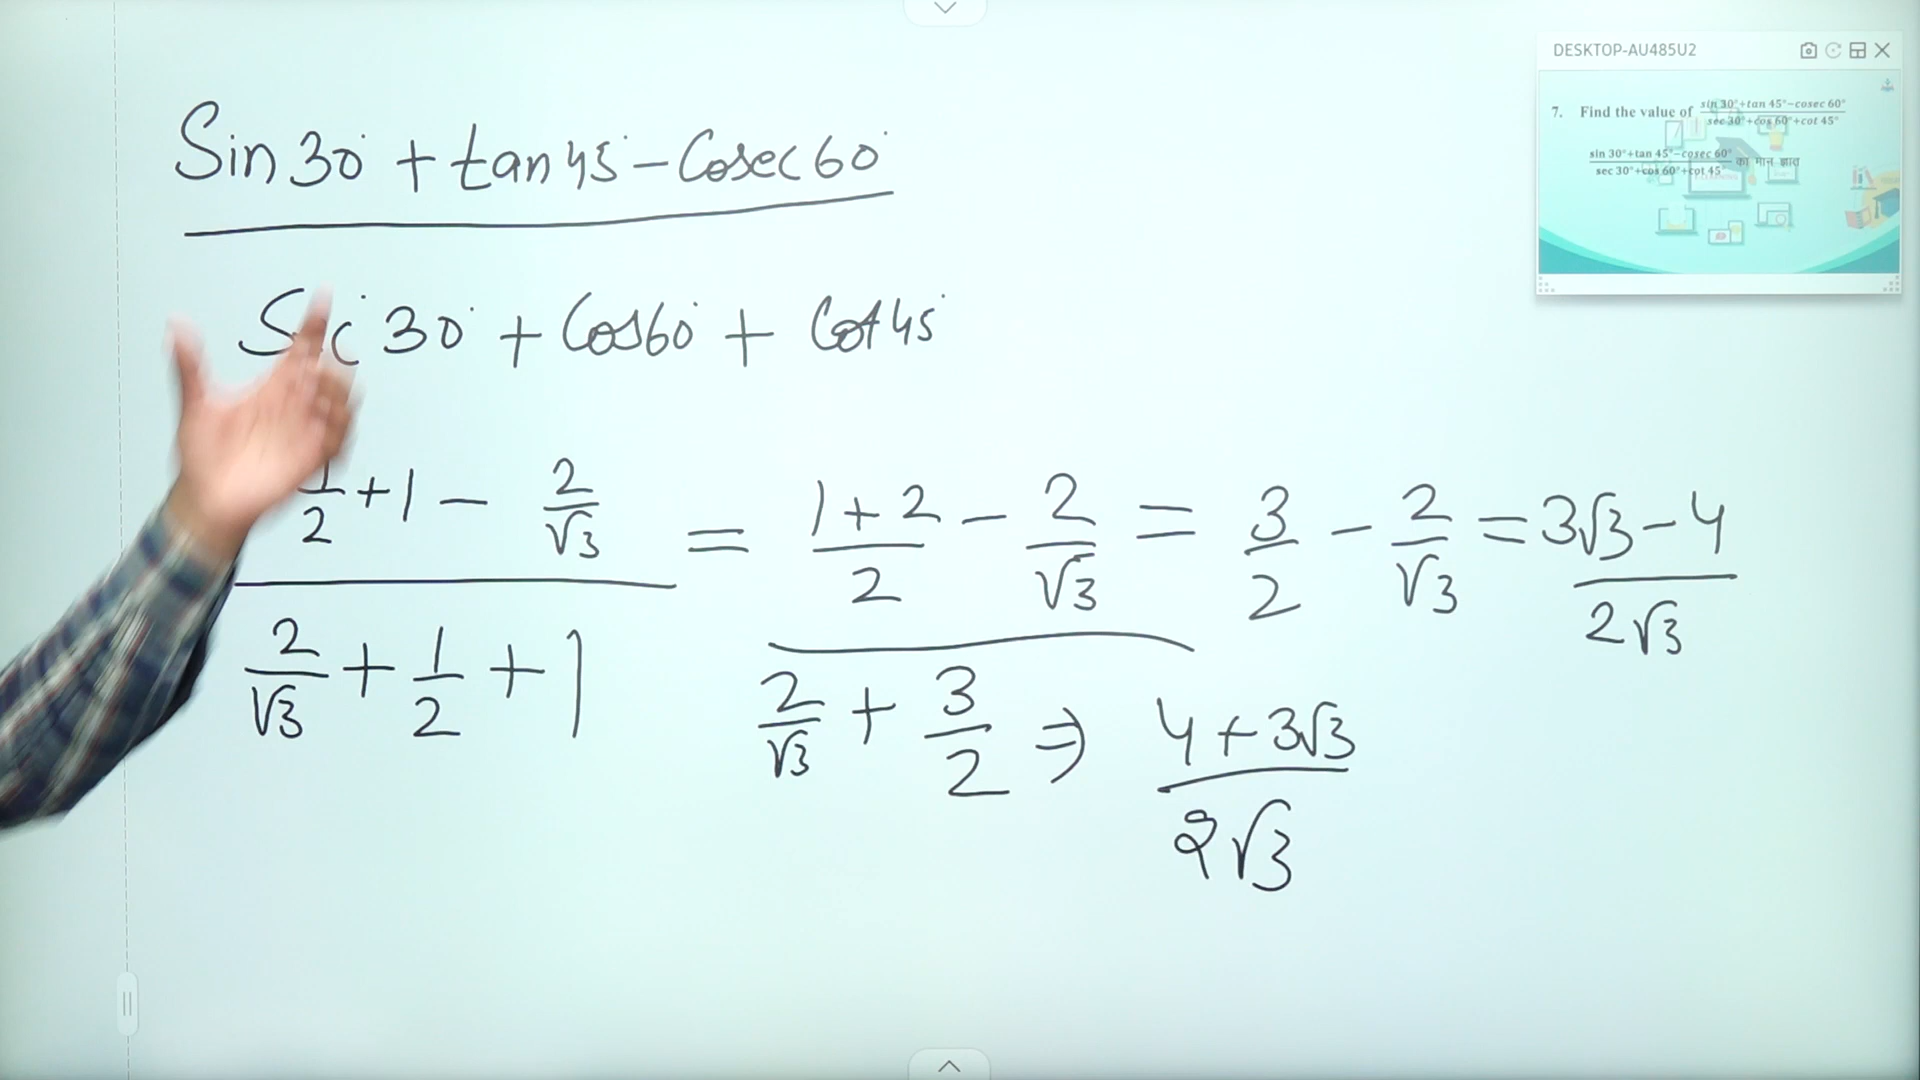 DESKTOP-AU485U2
7. Find the value of (sin 30°+tan 45°-cosec 60°)/(sec 30°+cos 60°+cot 45°)
(sin 30°+tan 45°-cosec 60°)/(sec 30°+cos 60°+cot 45°) का मान ज्ञात
Sin 30° + tan 45° - Cosec 60°
Sec 30° + Cos 60° + Cot 45°
1/2 + 1 - 2/√3 = (1+2)/2 - 2/√3 = 3/2 - 2/√3 = (3√3 - 4)/(2√3)
2/√3 + 1/2 + 1
2/√3 + 3/2 ⇒ (4 + 3√3)/(2√3)